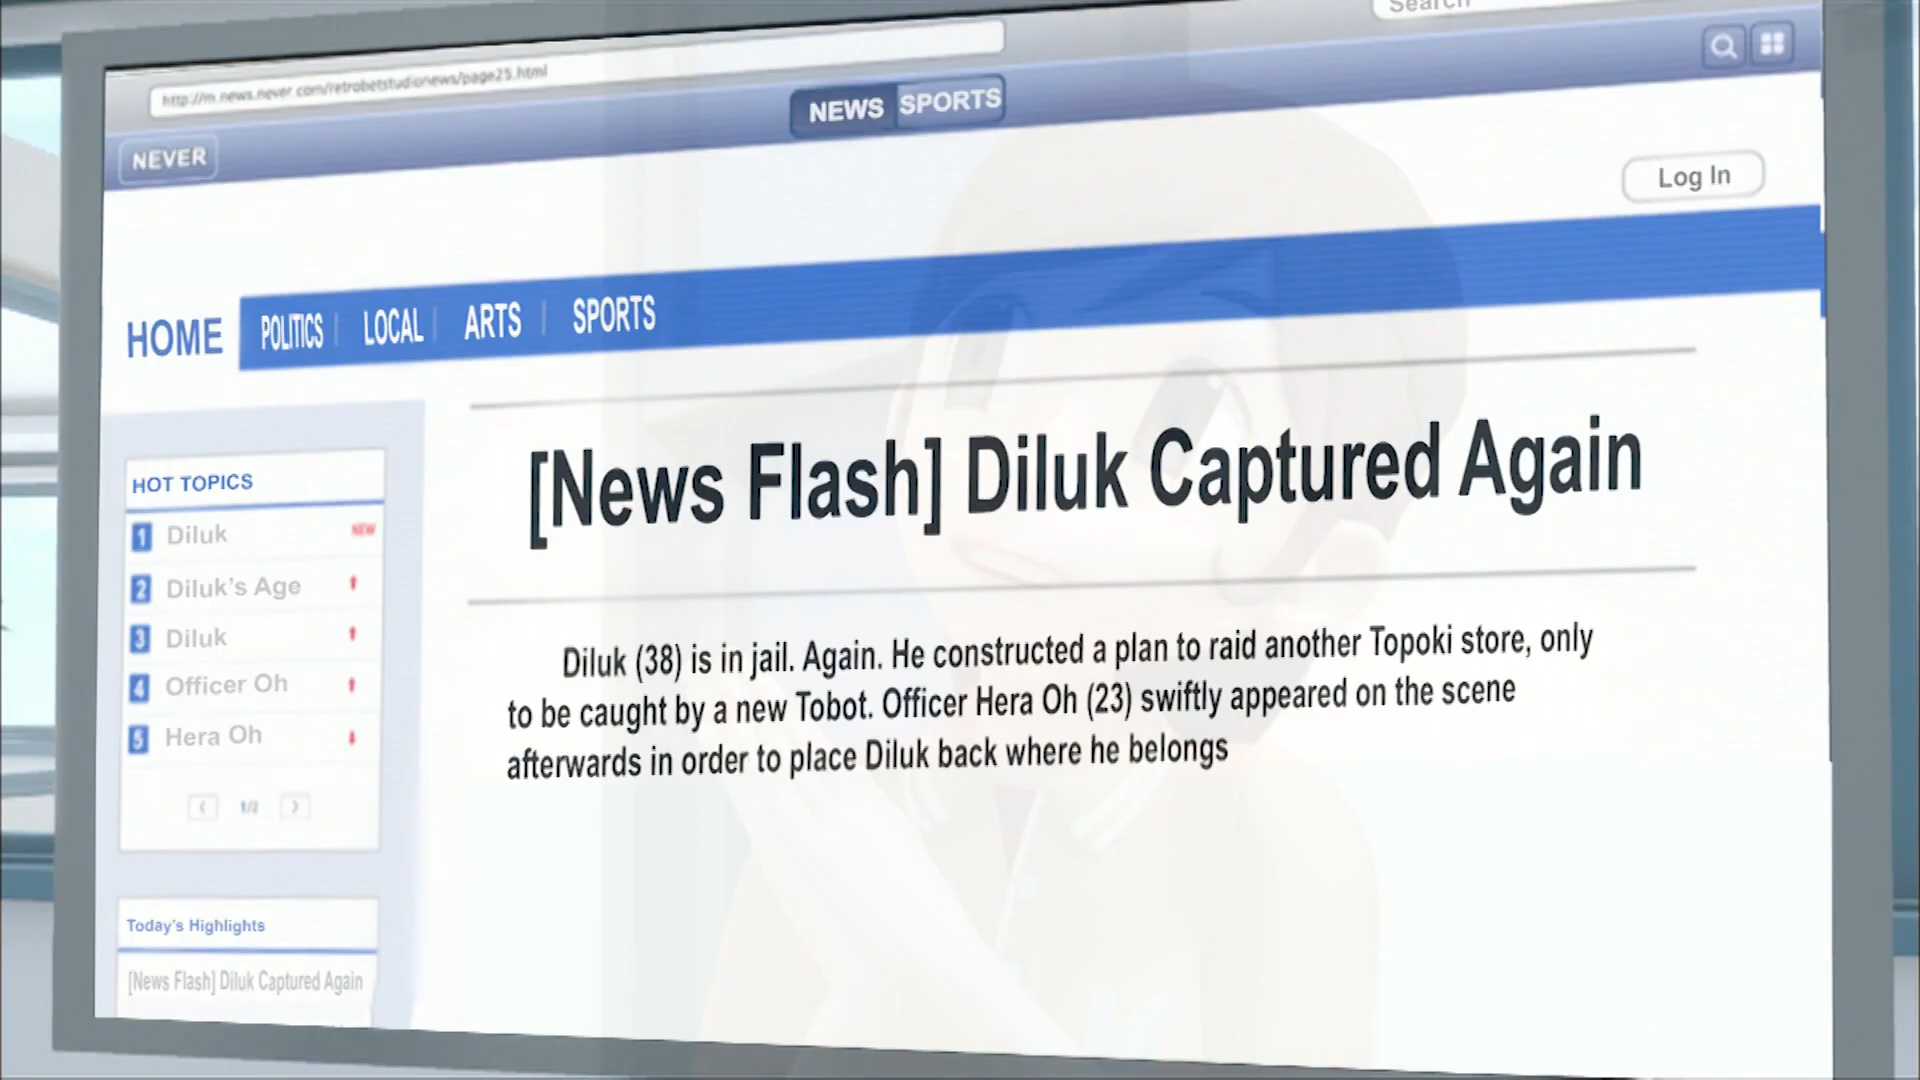 Search
http://m.news.never.com/retrobetstudionews/page25.html
NEWS SPORTS
NEVER
Log In
HOME POLITICS LOCAL ARTS SPORTS
[News Flash] Diluk Captured Again
HOT TOPICS
1 Diluk NEW
2 Diluk's Age
3 Diluk
4 Officer Oh
5 Hera Oh
1/2
Diluk (38) is in jail. Again. He constructed a plan to raid another Topoki store, only
to be caught by a new Tobot. Officer Hera Oh (23) swiftly appeared on the scene
afterwards in order to place Diluk back where he belongs
Today's Highlights
[News Flash] Diluk Captured Again